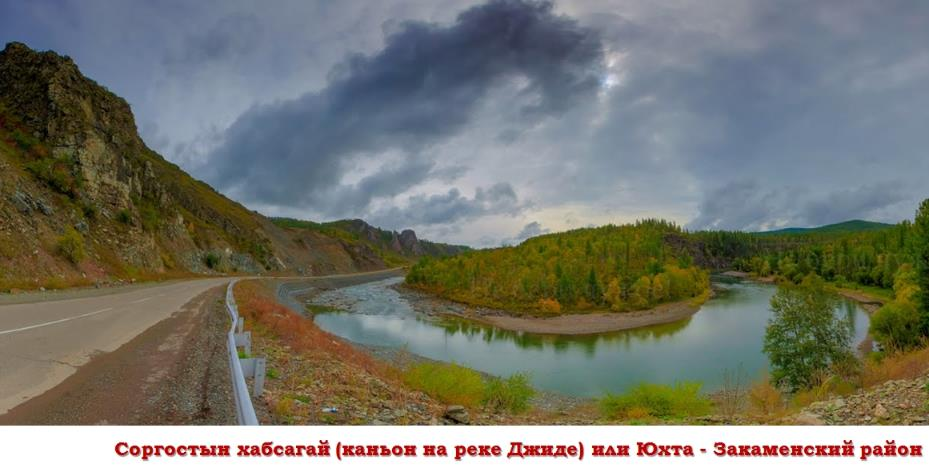 Соргостын хабсагай (каньон на реке Джиде) или Юхта - Закаменский район